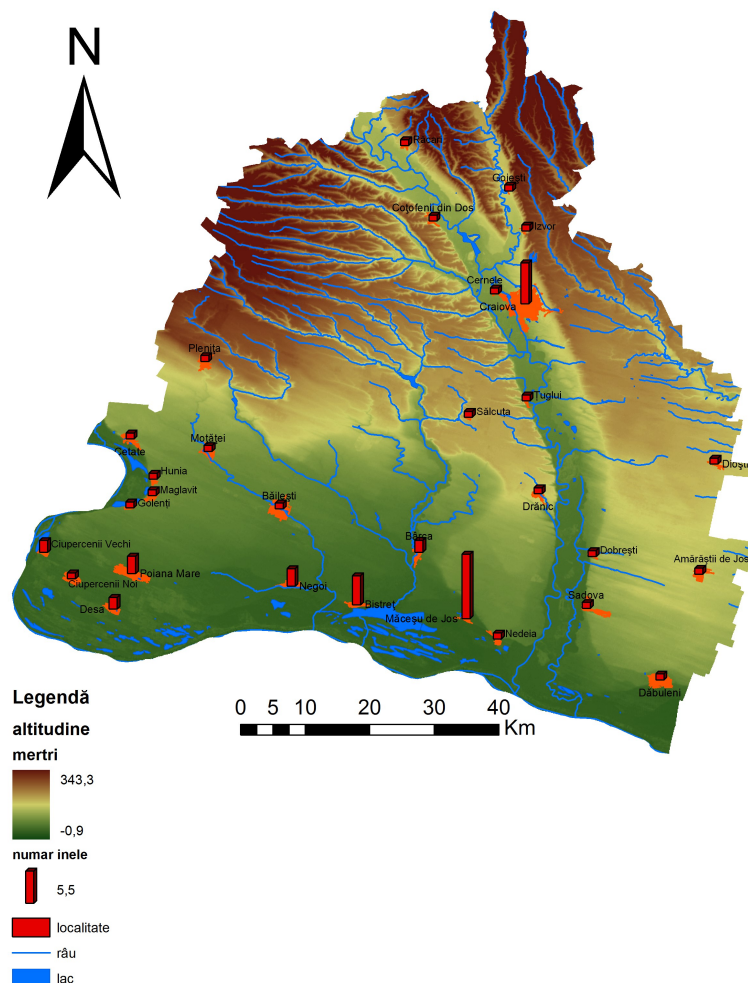 N
Răcari
Goiești
Coțofenii din Dos
Izvor
Cernele
Craiova
Plenița
Țuglui
Sălcuța
Cetate
Moțăței
Dioști
Hunia
Maglavit
Golenți
Băilești
Drănic
Ciupercenii Vechi
Bârca
Dobrești
Amărăștii de Jos
Poiana Mare
Ciupercenii Noi
Negoi
Desa
Bistreț
Sadova
Măceșu de Jos
Nedeia
Dăbuleni
Legendă
altitudine
mertri
343,3
-0,9
numar inele
5,5
localitate
râu
lac
0 5 10 20 30 40
Km